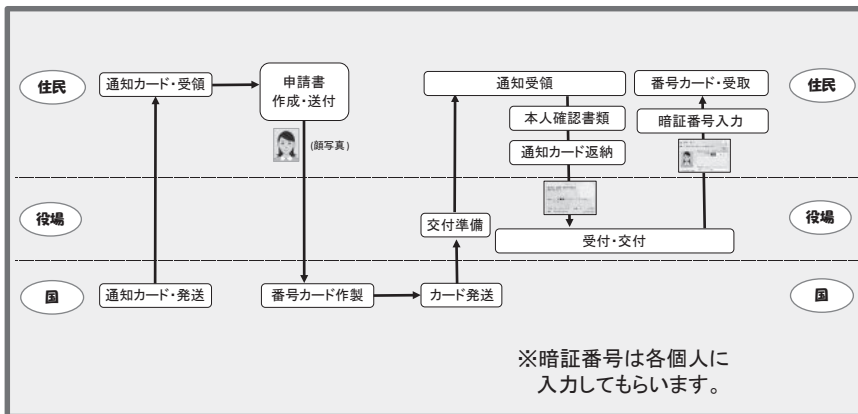 住民
通知カード・受領
申請書
作成・送付
(顔写真)
通知受領
本人確認書類
通知カード返納
番号カード・受取
暗証番号入力
住民
役場
交付準備
受付・交付
役場
国
通知カード・発送
番号カード作製
カード発送
国
※暗証番号は各個人に
入力してもらいます。